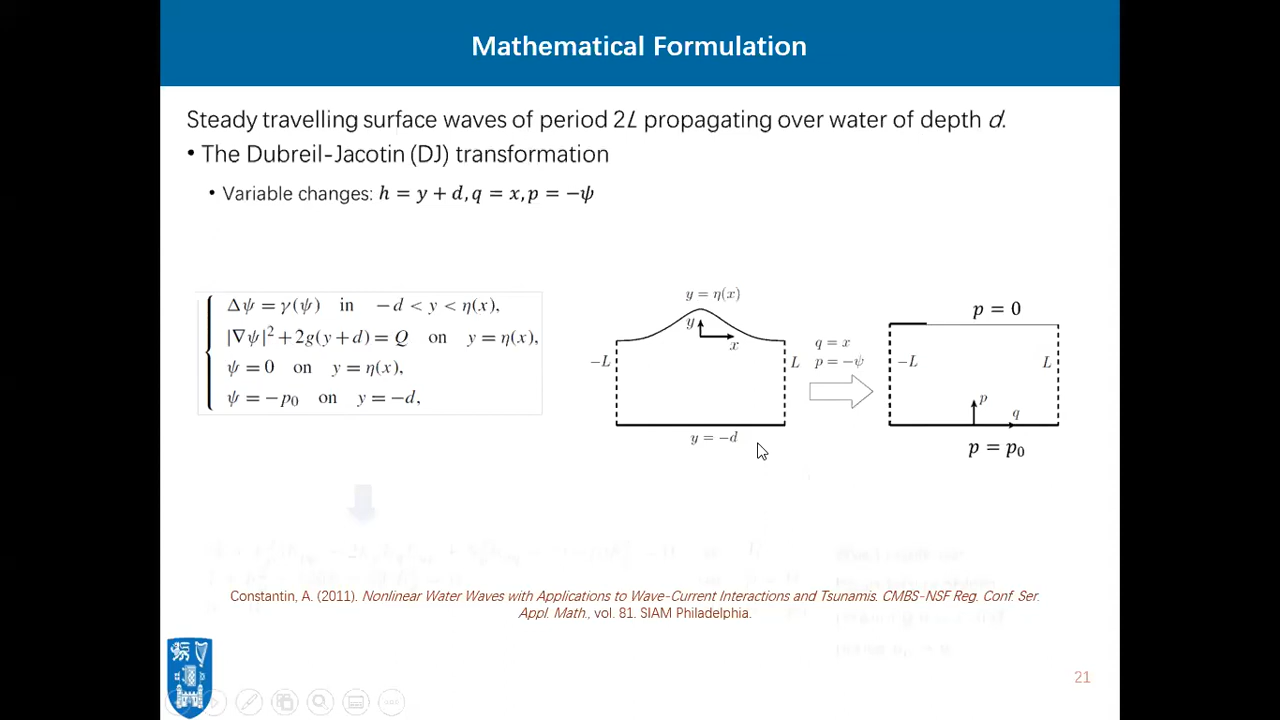 Mathematical Formulation
Steady travelling surface waves of period 2L propagating over water of depth d.
• The Dubreil-Jacotin (DJ) transformation
• Variable changes: h = y + d, q = x, p = −ψ
Δψ = γ(ψ) in −d < y < η(x),
|∇ψ|² + 2g(y + d) = Q on y = η(x),
ψ = 0 on y = η(x),
ψ = −p₀ on y = −d,
y = η(x)
y
x
−L
L
y = −d
q = x
p = −ψ
p = 0
−L
L
p
q
p = p₀
Constantin, A. (2011). Nonlinear Water Waves with Applications to Wave-Current Interactions and Tsunamis. CMBS-NSF Reg. Conf. Ser.
Appl. Math., vol. 81. SIAM Philadelphia.
21